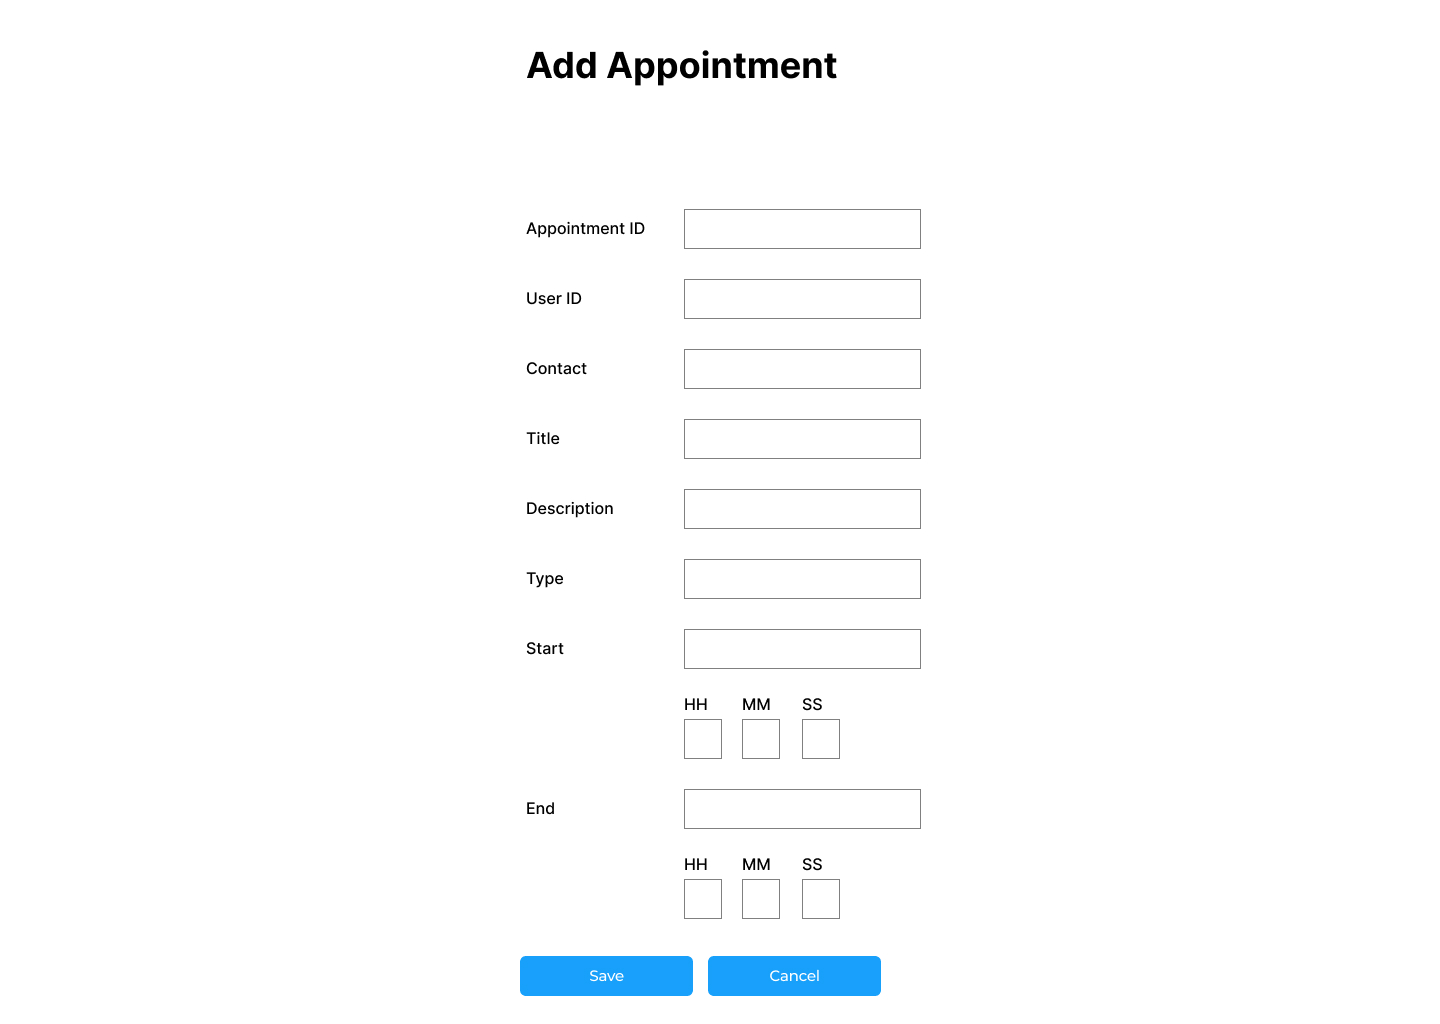 Add Appointment
Appointment ID
User ID
Contact
Title
Description
Type
Start
HH MM SS
End
HH MM SS
Save Cancel